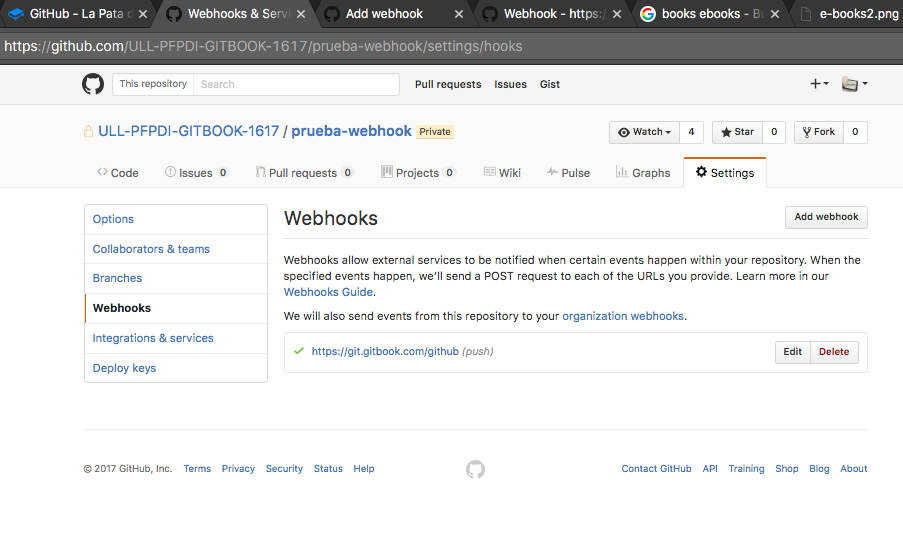 GitHub - La Pata d
Webhooks & Servi
Add webhook
Webhook - https:/
books ebooks - Bu
e-books2.png
https://github.com/ULL-PFPDI-GITBOOK-1617/prueba-webhook/settings/hooks
This repository Search Pull requests Issues Gist
ULL-PFPDI-GITBOOK-1617 / prueba-webhook Private
Watch 4 Star 0 Fork 0
Code Issues 0 Pull requests 0 Projects 0 Wiki Pulse Graphs Settings
Options
Collaborators & teams
Branches
Webhooks
Integrations & services
Deploy keys
Webhooks
Add webhook
Webhooks allow external services to be notified when certain events happen within your repository. When the
specified events happen, we'll send a POST request to each of the URLs you provide. Learn more in our
Webhooks Guide.
We will also send events from this repository to your organization webhooks.
https://git.gitbook.com/github (push) Edit Delete
© 2017 GitHub, Inc. Terms Privacy Security Status Help
Contact GitHub API Training Shop Blog About